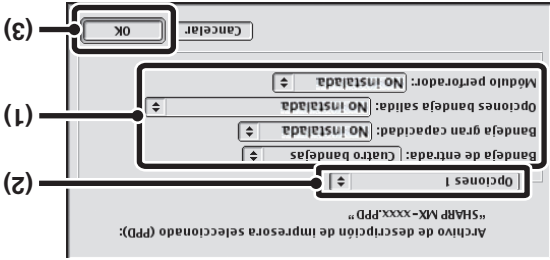 Archivo de descripción de impresora seleccionado (PPD):
"SHARP MX-xxxx.PPD"
Opciones 1
(2)
Bandeja de entrada: Cuatro bandejas
Bandeja gran capacidad: No instalada
Opciones bandeja salida: No instalada
Módulo perforador: No instalada
(1)
Cancelar
OK
(3)